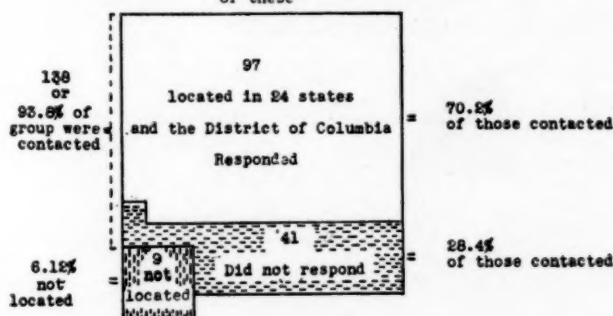 of these
97
located in 24 states
and the District of Columbia
Responded
138
or
93.8% of
group were
contacted
=
70.2%
of those contacted
41
Did not respond
=
28.4%
of those contacted
6.12%
not
located
=
9
not
located